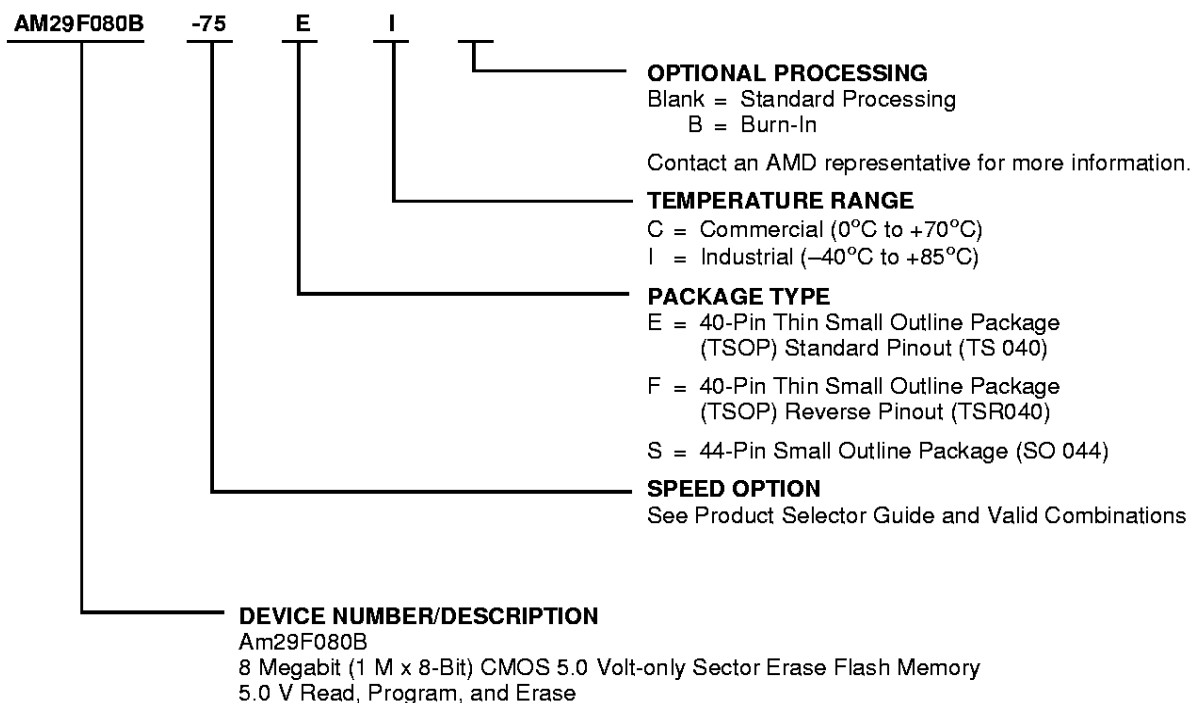 AM29F080B -75 E I
OPTIONAL PROCESSING
Blank = Standard Processing
B = Burn-In
Contact an AMD representative for more information.
TEMPERATURE RANGE
C = Commercial (0°C to +70°C)
I = Industrial (–40°C to +85°C)
PACKAGE TYPE
E = 40-Pin Thin Small Outline Package
(TSOP) Standard Pinout (TS 040)
F = 40-Pin Thin Small Outline Package
(TSOP) Reverse Pinout (TSR040)
S = 44-Pin Small Outline Package (SO 044)
SPEED OPTION
See Product Selector Guide and Valid Combinations
DEVICE NUMBER/DESCRIPTION
Am29F080B
8 Megabit (1 M x 8-Bit) CMOS 5.0 Volt-only Sector Erase Flash Memory
5.0 V Read, Program, and Erase